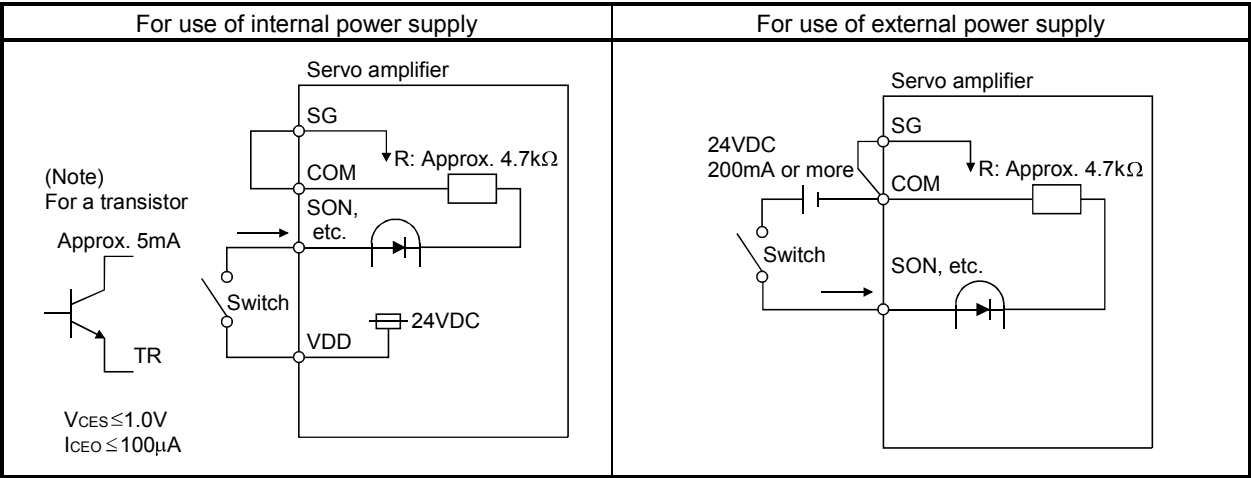 For use of internal power supply
For use of external power supply
Servo amplifier
SG
R: Approx. 4.7kΩ
COM
(Note)
For a transistor
SON,
etc.
Approx. 5mA
Switch
24VDC
VDD
TR
VCES≤1.0V
ICEO≤100μA
Servo amplifier
24VDC
200mA or more
SG
R: Approx. 4.7kΩ
COM
Switch
SON, etc.